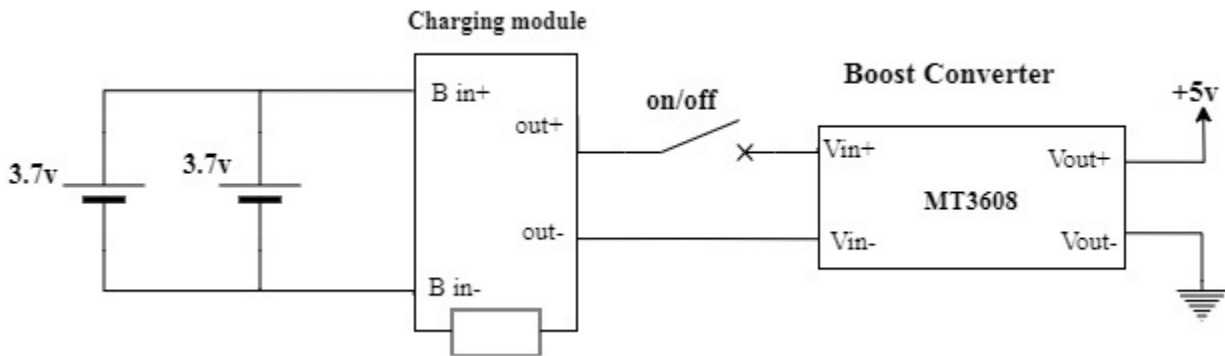 Charging module
B in+
out+
out-
B in-
3.7v
3.7v
on/off
Boost Converter
+5v
Vin+
Vout+
MT3608
Vin-
Vout-